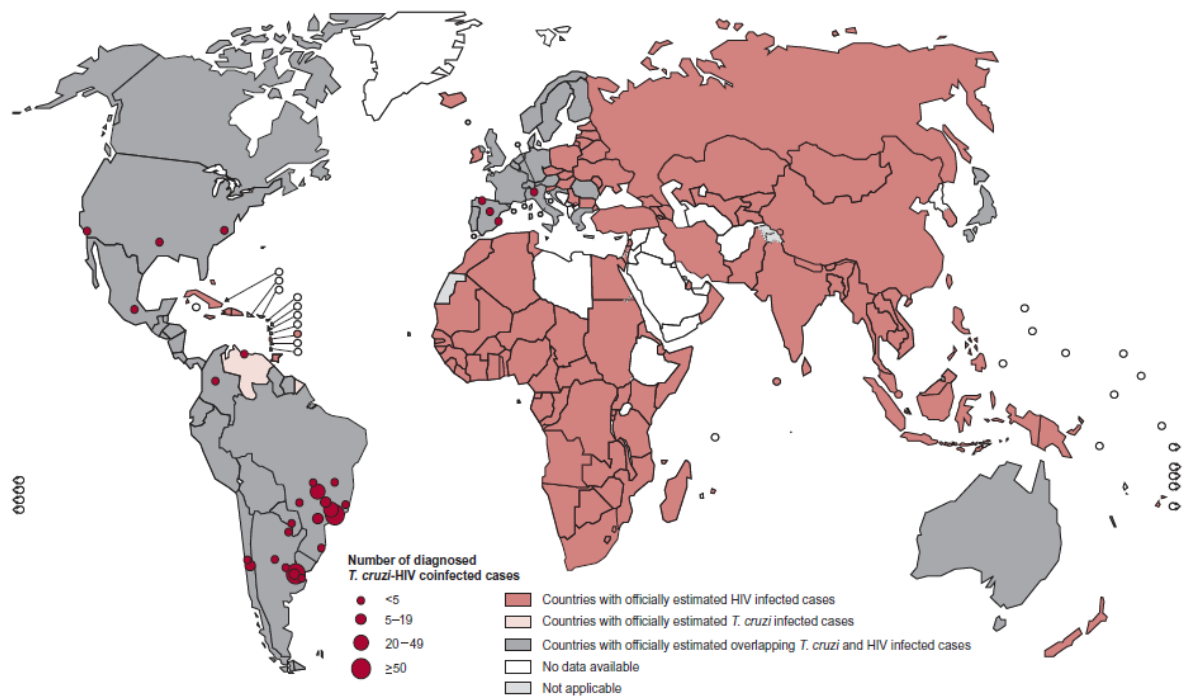 Number of diagnosed
T. cruzi-HIV coinfected cases
<5
5–19
20–49
≥50
Countries with officially estimated HIV infected cases
Countries with officially estimated T. cruzi infected cases
Countries with officially estimated overlapping T. cruzi and HIV infected cases
No data available
Not applicable